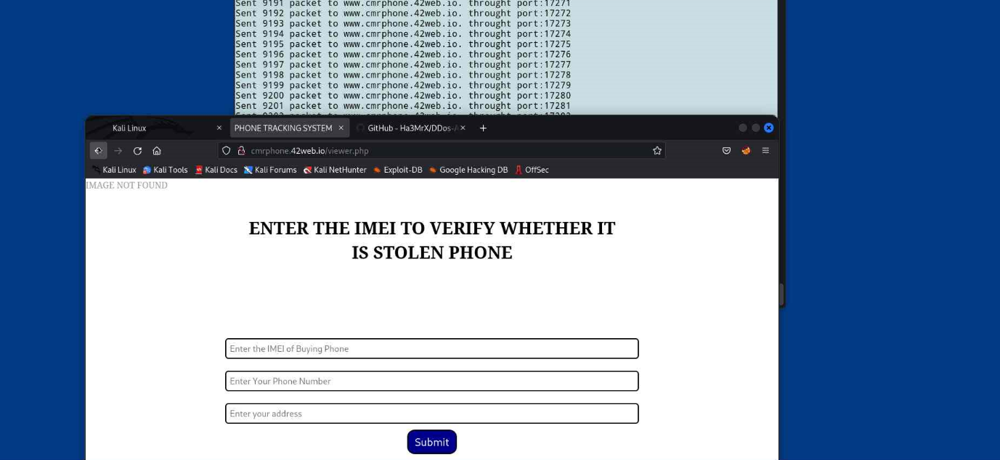 Sent 9191 packet to www.cmrphone.42web.io. throught port:17271
Sent 9192 packet to www.cmrphone.42web.io. throught port:17272
Sent 9193 packet to www.cmrphone.42web.io. throught port:17273
Sent 9194 packet to www.cmrphone.42web.io. throught port:17274
Sent 9195 packet to www.cmrphone.42web.io. throught port:17275
Sent 9196 packet to www.cmrphone.42web.io. throught port:17276
Sent 9197 packet to www.cmrphone.42web.io. throught port:17277
Sent 9198 packet to www.cmrphone.42web.io. throught port:17278
Sent 9199 packet to www.cmrphone.42web.io. throught port:17279
Sent 9200 packet to www.cmrphone.42web.io. throught port:17280
Sent 9201 packet to www.cmrphone.42web.io. throught port:17281
Kali Linux PHONE TRACKING SYSTEM GitHub - Ha3MrX/DDos-
cmrphone.42web.io/viewer.php
Kali Linux Kali Tools Kali Docs Kali Forums Kali NetHunter Exploit-DB Google Hacking DB OffSec
IMAGE NOT FOUND
ENTER THE IMEI TO VERIFY WHETHER IT
IS STOLEN PHONE
Enter the IMEI of Buying Phone
Enter Your Phone Number
Enter your address
Submit